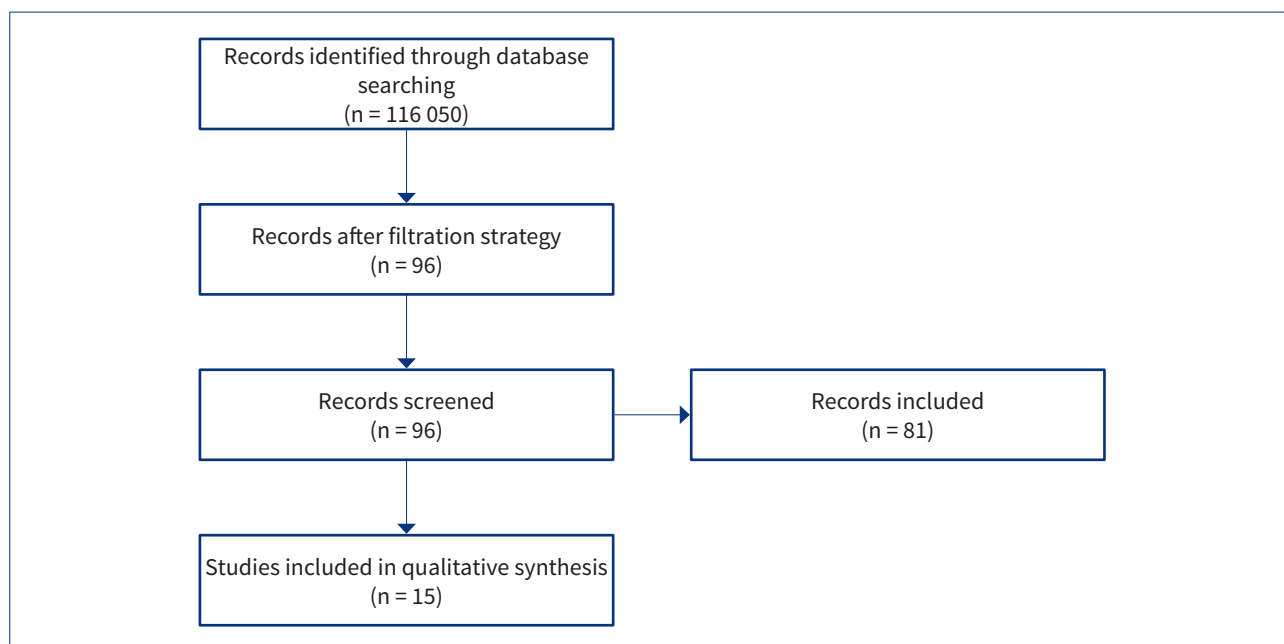 Records identified through database
searching
(n = 116 050)
Records after filtration strategy
(n = 96)
Records screened
(n = 96)
Records included
(n = 81)
Studies included in qualitative synthesis
(n = 15)